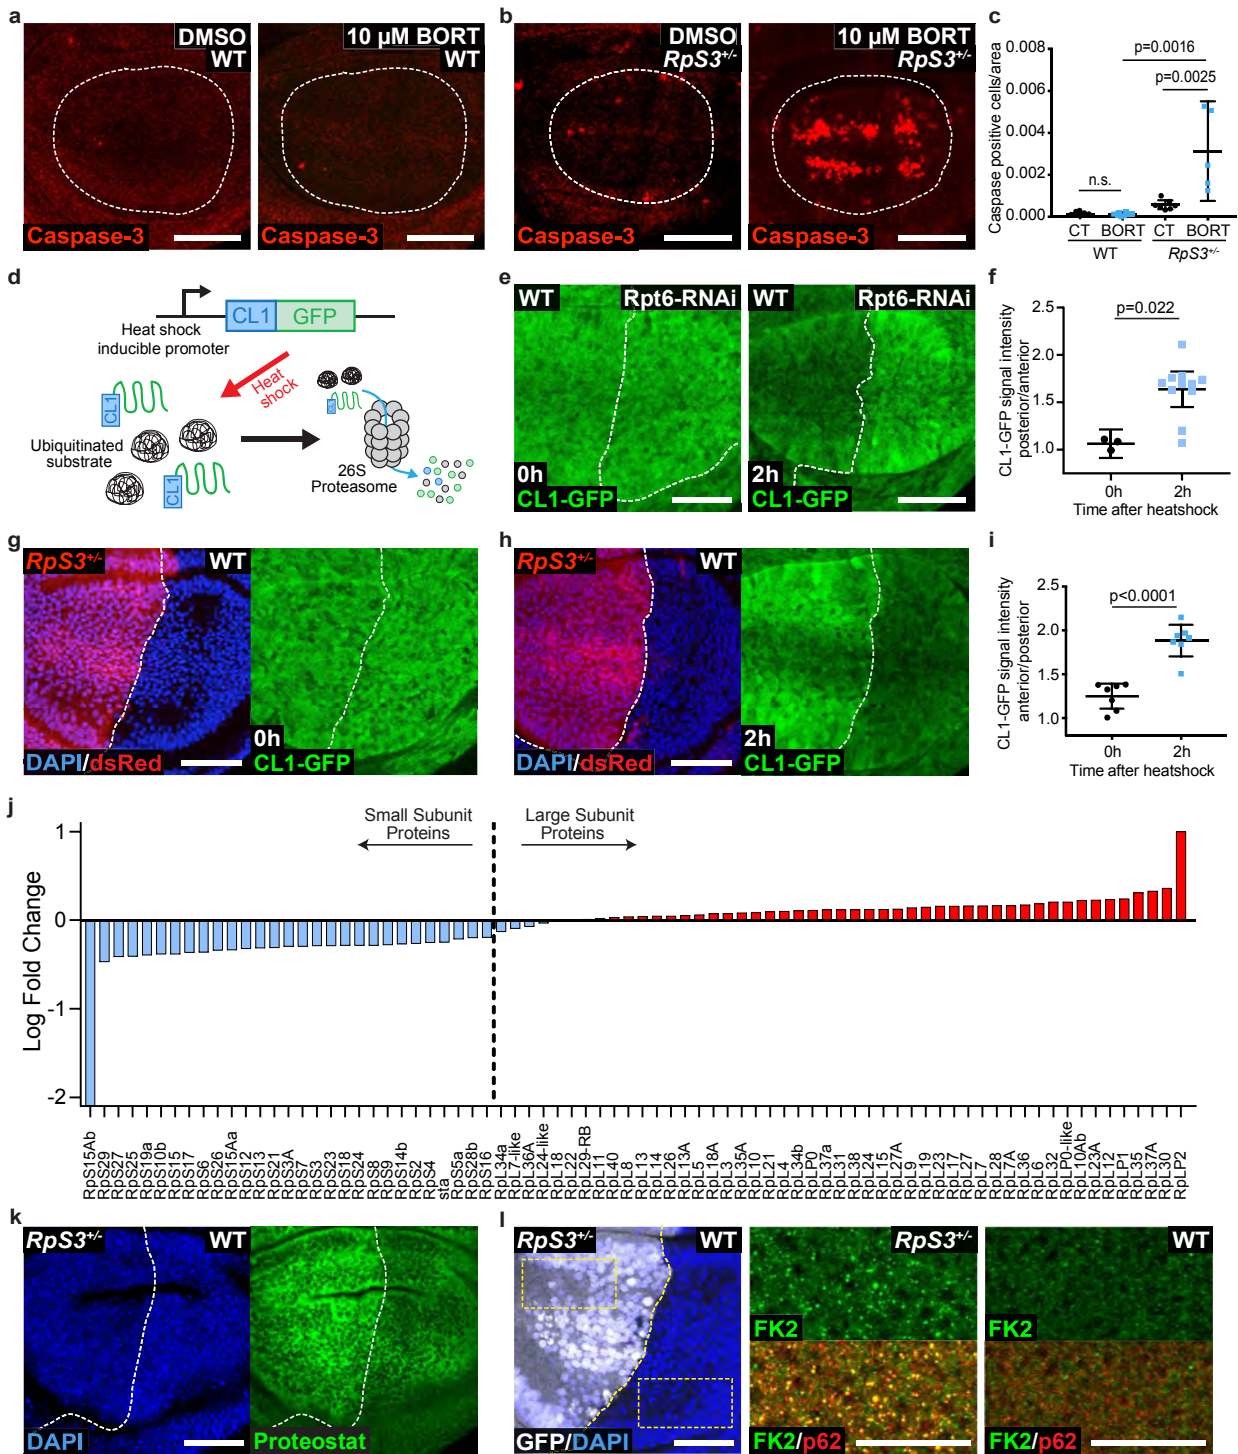 a
DMSO
WT
Caspase-3
10 µM BORT
WT
Caspase-3
b
DMSO
RpS3+/-
Caspase-3
10 µM BORT
RpS3+/-
Caspase-3
c
Caspase positive cells/area
0.008
0.006
0.004
0.002
0.000
p=0.0016
p=0.0025
n.s.
CT BORT CT BORT
WT RpS3+/-
d
CL1 GFP
Heat shock
inducible promoter
Heat
shock
CL1
Ubiquitinated
substrate
CL1
26S
Proteasome
e
WT Rpt6-RNAi
0h
CL1-GFP
WT Rpt6-RNAi
2h
CL1-GFP
f
CL1-GFP signal intensity
posterior/anterior
2.5
2.0
1.5
1.0
p=0.022
0h 2h
Time after heatshock
g
RpS3+/- WT
DAPI/dsRed
0h
CL1-GFP
h
RpS3+/- WT
DAPI/dsRed
2h
CL1-GFP
i
CL1-GFP signal intensity
anterior/posterior
2.5
2.0
1.5
1.0
p<0.0001
0h 2h
Time after heatshock
j
Small Subunit
Proteins
Large Subunit
Proteins
Log Fold Change
1
0
-1
-2
RpS15Ab
RpS29
RpS27
RpS25
RpS19a
RpS10b
RpS15
RpS17
RpS6
RpS26
RpS15Aa
RpS12
RpS13
RpS21
RpS3A
RpS7
RpS3
RpS23
RpS18
RpS24
RpS8
RpS9
RpS14b
RpS2
RpS4
sta
RpS5a
RpS28b
RpS16
RpL34a
RpL7-like
RpL36A
RpL24-like
RpL18
RpL22
RpL29-RB
RpL11
RpL40
RpL8
RpL13
RpL14
RpL26
RpL13A
RpL5
RpL18A
RpL3
RpL35A
RpL10
RpL21
RpL4
RpL34b
RpLP0
RpL37a
RpL31
RpL38
RpL24
RpL15
RpL27A
RpL9
RpL19
RpL23
RpL17
RpL27
RpL7
RpL28
RpL7A
RpL36
RpL6
RpL32
RpLP0-like
RpL10Ab
RpL23A
RpL12
RpLP1
RpL35
RpL37A
RpL30
RpLP2
k
RpS3+/- WT
DAPI
Proteostat
l
RpS3+/- WT
GFP/DAPI
RpS3+/-
FK2
FK2/p62
WT
FK2
FK2/p62